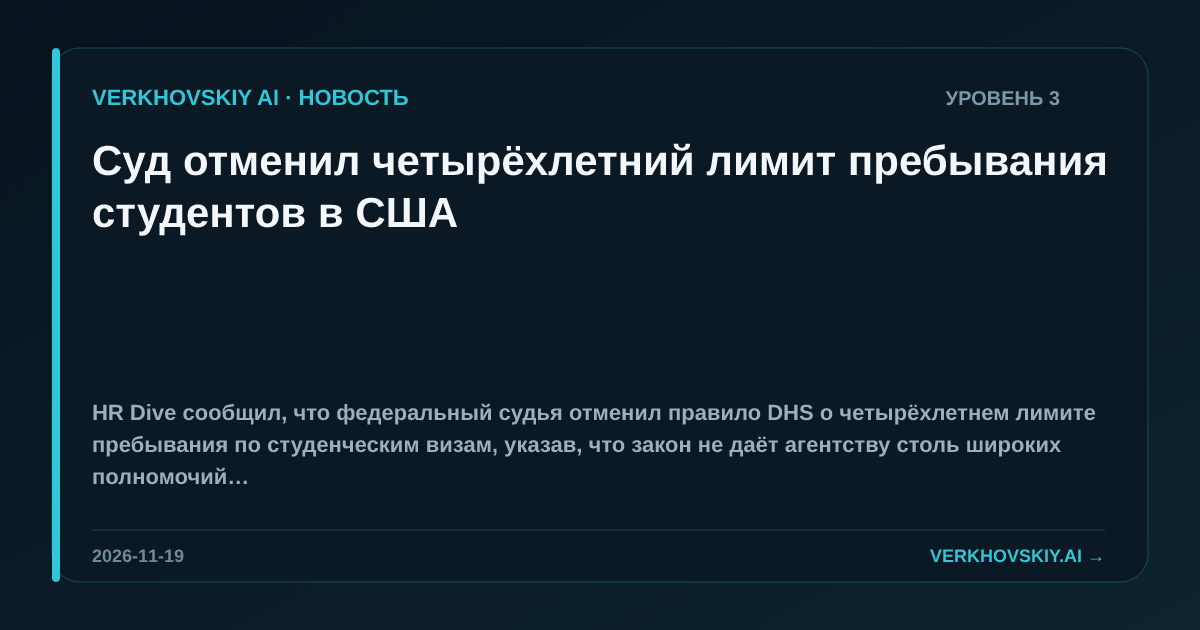 VERKHOVSKIY AI · НОВОСТЬ
УРОВЕНЬ 3
Суд отменил четырёхлетний лимит пребывания
студентов в США
HR Dive сообщил, что федеральный судья отменил правило DHS о четырёхлетнем лимите
пребывания по студенческим визам, указав, что закон не даёт агентству столь широких
полномочий…
2026-11-19
VERKHOVSKIY.AI →